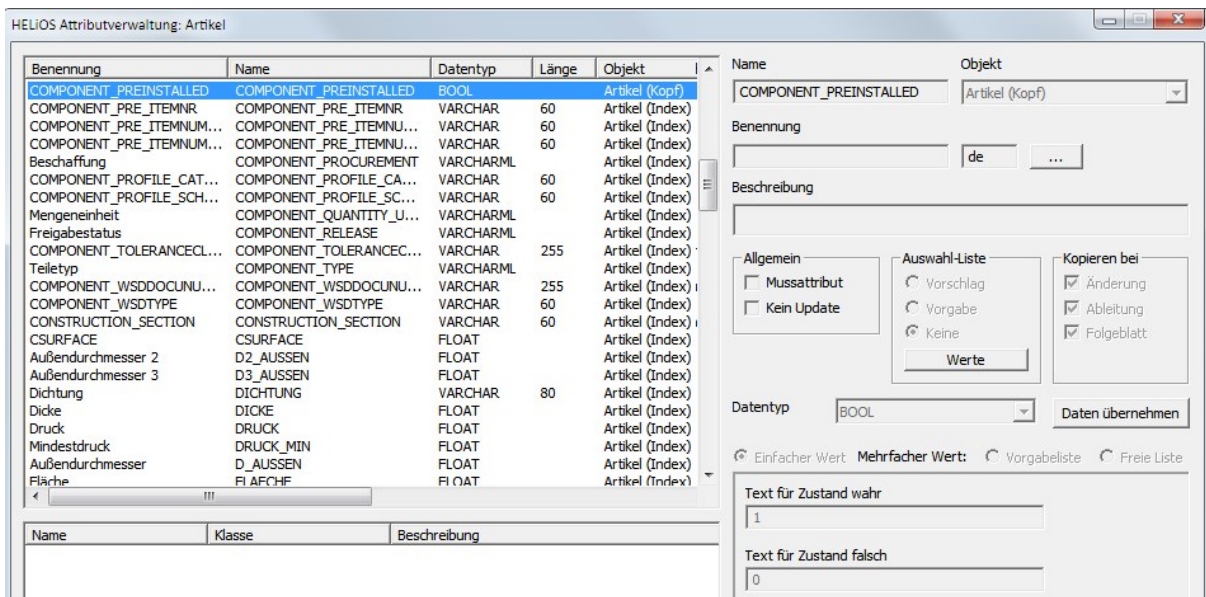 HELiOS Attributverwaltung: Artikel
Benennung Name Datentyp Länge Objekt
COMPONENT_PREINSTALLED COMPONENT_PREINSTALLED BOOL Artikel (Kopf)
COMPONENT_PRE_ITEMNR COMPONENT_PRE_ITEMNR VARCHAR 60 Artikel (Index)
COMPONENT_PRE_ITEMNUM... COMPONENT_PRE_ITEMNU... VARCHAR 60 Artikel (Index)
COMPONENT_PRE_ITEMNUM... COMPONENT_PRE_ITEMNU... VARCHAR 60 Artikel (Index)
Beschaffung COMPONENT_PROCUREMENT VARCHARML Artikel (Index)
COMPONENT_PROFILE_CAT... COMPONENT_PROFILE_CA... VARCHAR 60 Artikel (Index)
COMPONENT_PROFILE_SCH... COMPONENT_PROFILE_SC... VARCHAR 60 Artikel (Index)
Mengeneinheit COMPONENT_QUANTITY_U... VARCHARML Artikel (Index)
Freigabestatus COMPONENT_RELEASE VARCHARML Artikel (Index)
COMPONENT_TOLERANCECL... COMPONENT_TOLERANCEC... VARCHAR 255 Artikel (Index)
Teiletyp COMPONENT_TYPE VARCHARML Artikel (Index)
COMPONENT_WSDDOCUNU... COMPONENT_WSDDOCUNU... VARCHAR 255 Artikel (Index)
COMPONENT_WSDTYPE COMPONENT_WSDTYPE VARCHAR 60 Artikel (Index)
CONSTRUCTION_SECTION CONSTRUCTION_SECTION VARCHAR 60 Artikel (Index)
CSURFACE CSURFACE FLOAT Artikel (Index)
Außendurchmesser 2 D2_AUSSEN FLOAT Artikel (Index)
Außendurchmesser 3 D3_AUSSEN FLOAT Artikel (Index)
Dichtung DICHTUNG VARCHAR 80 Artikel (Index)
Dicke DICKE FLOAT Artikel (Index)
Druck DRUCK FLOAT Artikel (Index)
Mindestdruck DRUCK_MIN FLOAT Artikel (Index)
Außendurchmesser D_AUSSEN FLOAT Artikel (Index)
Fläche FLAECHE FLOAT Artikel (Index)
Name Klasse Beschreibung
Name Objekt
COMPONENT_PREINSTALLED Artikel (Kopf)
Benennung
de ...
Beschreibung
Allgemein
Mussattribut
Kein Update
Auswahl-Liste
Vorschlag
Vorgabe
Keine
Werte
Kopieren bei
Änderung
Ableitung
Folgeblatt
Datentyp BOOL Daten übernehmen
Einfacher Wert Mehrfacher Wert: Vorgabeliste Freie Liste
Text für Zustand wahr
1
Text für Zustand falsch
0